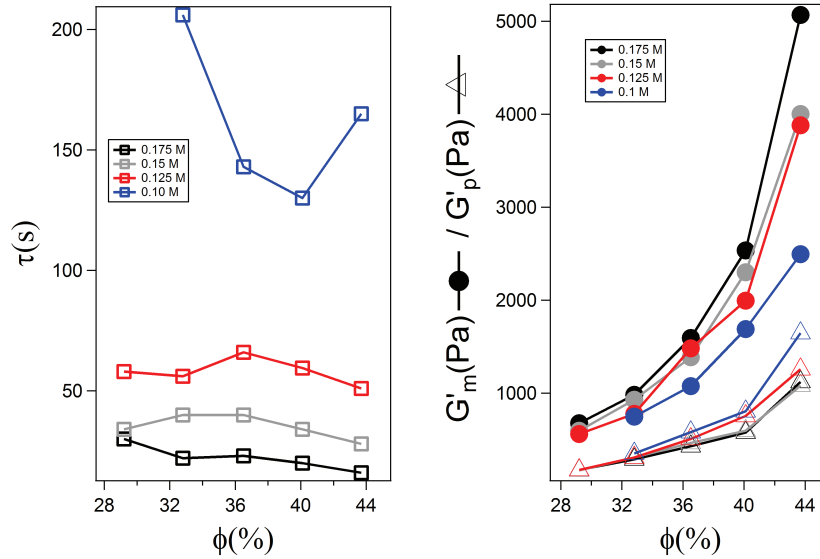 200
150
100
50
τ(s)
0.175 M
0.15 M
0.125 M
0.10 M
28 32 36 40 44
ϕ(%)
5000
4000
3000
2000
1000
G'm(Pa) / G'p(Pa)
0.175 M
0.15 M
0.125 M
0.1 M
28 32 36 40 44
ϕ(%)